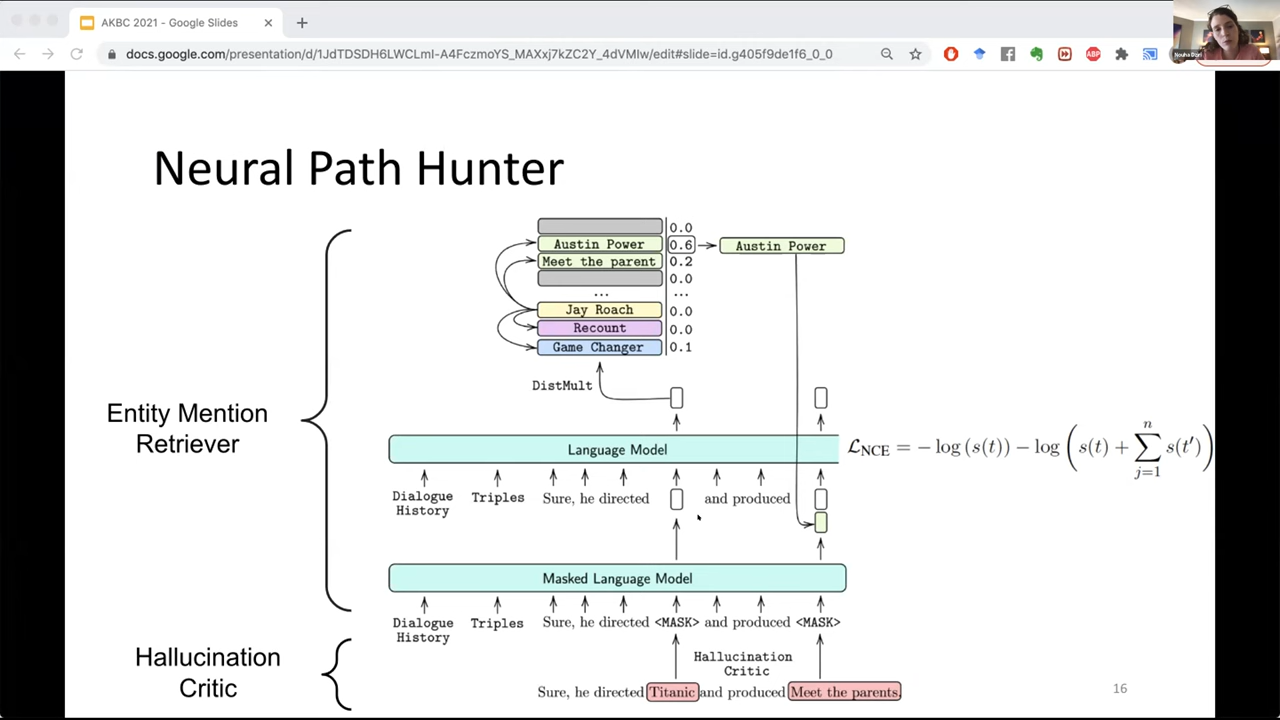 AKBC 2021 - Google Slides
docs.google.com/presentation/d/1JdTDSDH6LWCLmI-A4FczmoYS_MAXxj7kZC2Y_4dVMIw/edit#slide=id.g405f9de1f6_0_0
ABP
Neural Path Hunter
0.0
Austin Power 0.6 Austin Power
Meet the parent 0.2
0.0
... ...
Jay Roach 0.0
Recount 0.0
Game Changer 0.1
DistMult
Entity Mention
Retriever
Language Model
L_NCE = − log (s(t)) − log (s(t) + ∑_{j=1}^{n} s(t′))
Dialogue
History
Triples
Sure, he directed and produced
Masked Language Model
Dialogue
History
Triples
Sure, he directed <MASK> and produced <MASK>
Hallucination
Critic
Hallucination
Critic
Sure, he directed Titanic and produced Meet the parents.
16